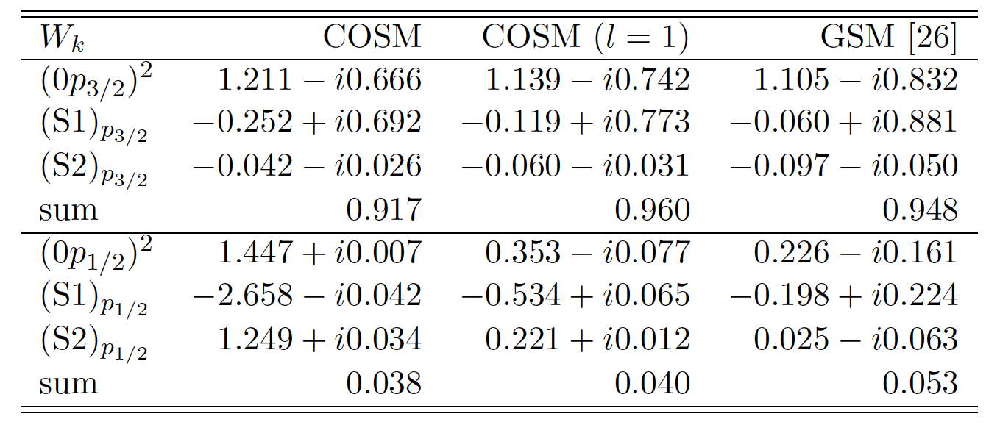 W_k COSM COSM (l = 1) GSM [26]
(0p_{3/2})^2 1.211 − i0.666 1.139 − i0.742 1.105 − i0.832
(S1)_{p_{3/2}} −0.252 + i0.692 −0.119 + i0.773 −0.060 + i0.881
(S2)_{p_{3/2}} −0.042 − i0.026 −0.060 − i0.031 −0.097 − i0.050
sum 0.917 0.960 0.948
(0p_{1/2})^2 1.447 + i0.007 0.353 − i0.077 0.226 − i0.161
(S1)_{p_{1/2}} −2.658 − i0.042 −0.534 + i0.065 −0.198 + i0.224
(S2)_{p_{1/2}} 1.249 + i0.034 0.221 + i0.012 0.025 − i0.063
sum 0.038 0.040 0.053